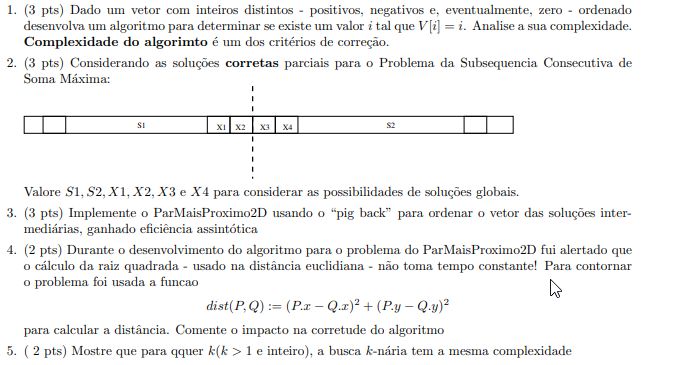 1. (3 pts) Dado um vetor com inteiros distintos - positivos, negativos e, eventualmente, zero - ordenado
desenvolva um algoritmo para determinar se existe um valor i tal que V[i] = i. Analise a sua complexidade.
Complexidade do algorimto é um dos critérios de correção.
2. (3 pts) Considerando as soluções corretas parciais para o Problema da Subsequencia Consecutiva de
Soma Máxima:
S1 X1 X2 X3 X4 S2
Valore S1, S2, X1, X2, X3 e X4 para considerar as possibilidades de soluções globais.
3. (3 pts) Implemente o ParMaisProximo2D usando o “pig back” para ordenar o vetor das soluções inter-
mediárias, ganhado eficiência assintótica
4. (2 pts) Durante o desenvolvimento do algoritmo para o problema do ParMaisProximo2D fui alertado que
o cálculo da raiz quadrada - usado na distância euclidiana - não toma tempo constante! Para contornar
o problema foi usada a funcao
dist(P, Q) := (P.x − Q.x)² + (P.y − Q.y)²
para calcular a distância. Comente o impacto na corretude do algoritmo
5. ( 2 pts) Mostre que para qquer k(k > 1 e inteiro), a busca k-nária tem a mesma complexidade